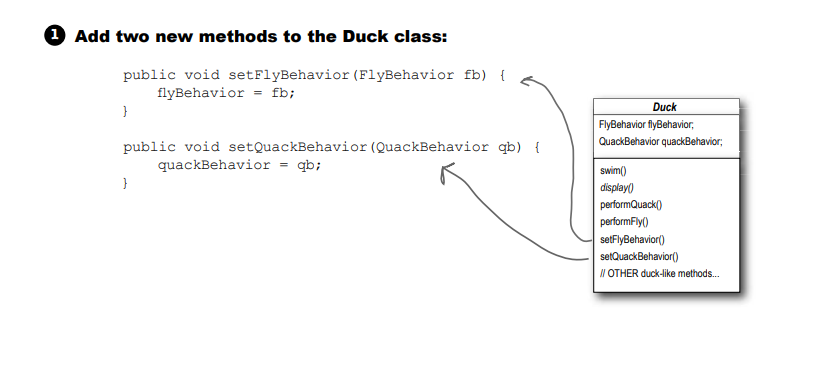 1 Add two new methods to the Duck class:
public void setFlyBehavior(FlyBehavior fb) {
flyBehavior = fb;
}
public void setQuackBehavior(QuackBehavior qb) {
quackBehavior = qb;
}
Duck
FlyBehavior flyBehavior;
QuackBehavior quackBehavior;
swim()
display()
performQuack()
performFly()
setFlyBehavior()
setQuackBehavior()
// OTHER duck-like methods...